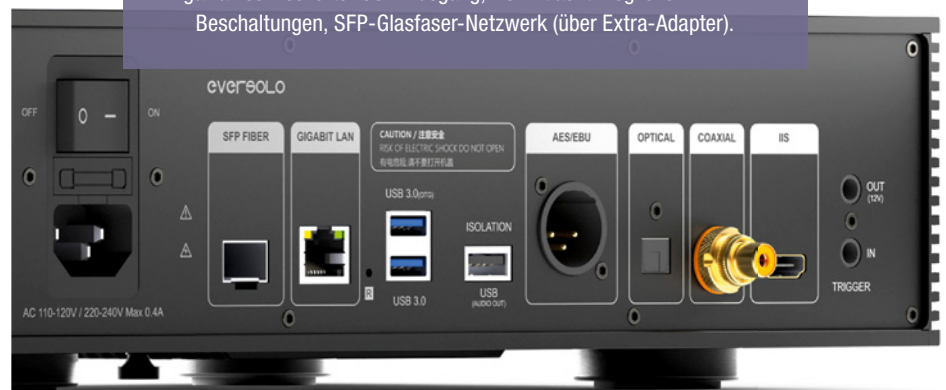 Beschaltungen, SFP-Glasfaser-Netzwerk (über Extra-Adapter).
eversolo
OFF
ON
SFP FIBER
GIGABIT LAN
CAUTION / 注意安全
RISK OF ELECTRIC SHOCK DO NOT OPEN
有电危险 请不要打开机盖
AES/EBU
OPTICAL
COAXIAL
IIS
USB 3.0(OTG)
ISOLATION
OUT
(12V)
IN
R
USB 3.0
USB
(AUDIO OUT)
TRIGGER
AC 110-120V / 220-240V Max 0.4A